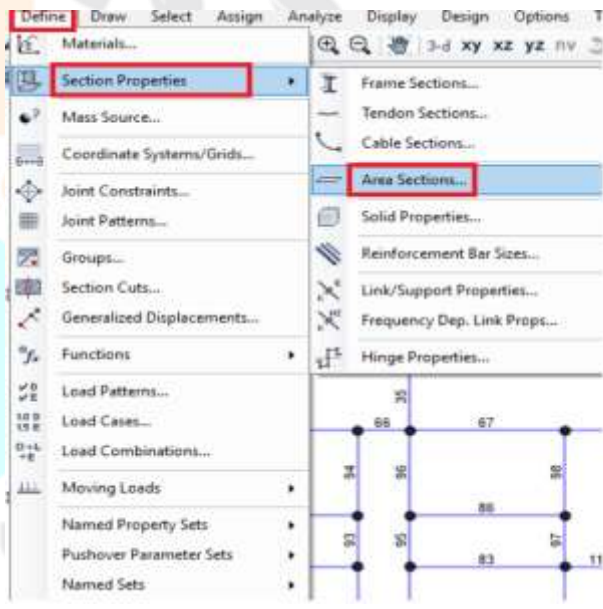 Define Draw Select Assign Analyze Display Design Options
Materials...
3-d xy xz yz nv
Section Properties
Mass Source...
Coordinate Systems/Grids...
Joint Constraints...
Joint Patterns...
Groups...
Section Cuts...
Generalized Displacements...
Functions
Load Patterns...
Load Cases...
Load Combinations...
Moving Loads
Named Property Sets
Pushover Parameter Sets
Named Sets
Frame Sections...
Tendon Sections...
Cable Sections...
Area Sections...
Solid Properties...
Reinforcement Bar Sizes...
Link/Support Properties...
Frequency Dep. Link Props...
Hinge Properties...
35
66 67
94 96 98
86
93 95 97
83 11